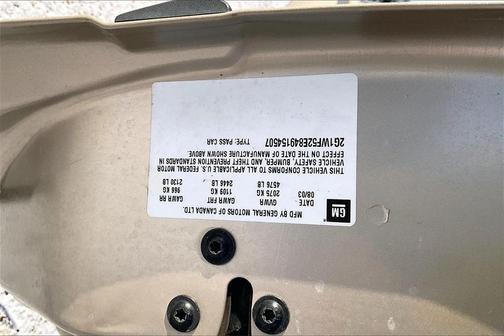 GM
MFD BY GENERAL MOTORS OF CANADA LTD.
DATE GVWR GAWR FRT GAWR RR
08/03 2075 KG 1109 KG 966 KG
4576 LB 2446 LB 2130 LB
THIS VEHICLE CONFORMS TO ALL APPLICABLE U.S. FEDERAL MOTOR
VEHICLE SAFETY, BUMPER, AND THEFT PREVENTION STANDARDS IN
EFFECT ON THE DATE OF MANUFACTURE SHOWN ABOVE.
2G1WF52E849154507 TYPE: PASS CAR